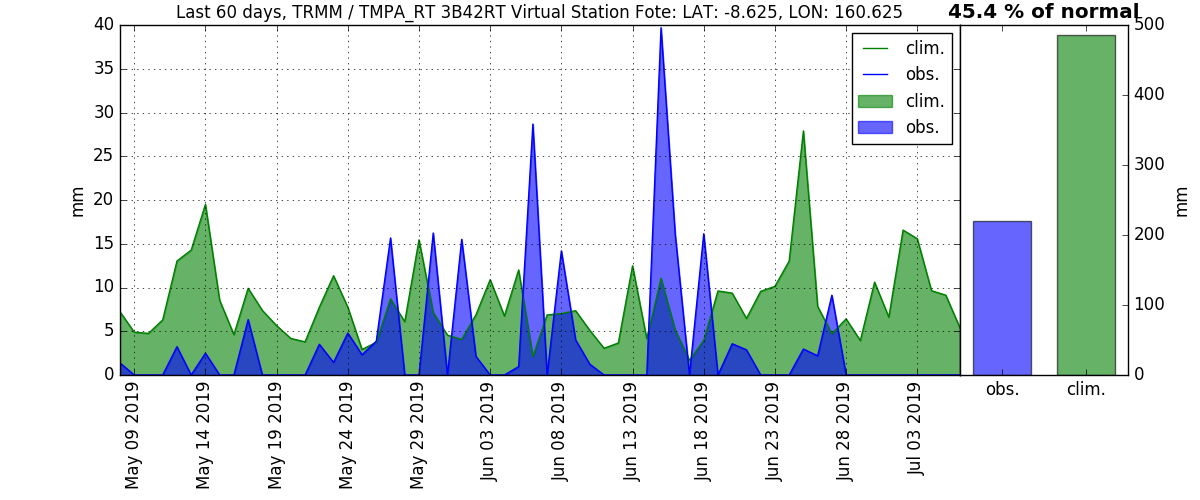 Last 60 days, TRMM / TMPA_RT 3B42RT Virtual Station Fote: LAT: -8.625, LON: 160.625
45.4 % of normal
40
35
30
25
20
15
10
5
0
mm
clim.
obs.
clim.
obs.
500
400
300
200
100
0
mm
obs.
clim.
May 09 2019
May 14 2019
May 19 2019
May 24 2019
May 29 2019
Jun 03 2019
Jun 08 2019
Jun 13 2019
Jun 18 2019
Jun 23 2019
Jun 28 2019
Jul 03 2019